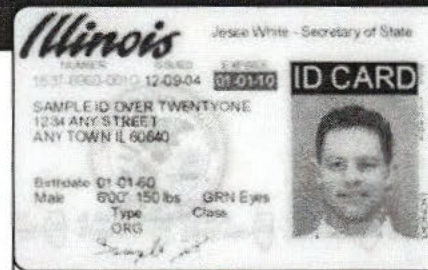 Illinois
Jesse White - Secretary of State
NUMBER ISSUED EXPIRES
12-09-04 01-01-10 ID CARD
SAMPLE ID OVER TWENTYONE
1234 ANY STREET
ANY TOWN IL 60640
Birthdate 01-01-60
Male 6'00" 150 lbs GRN Eyes
Type Class
ORG